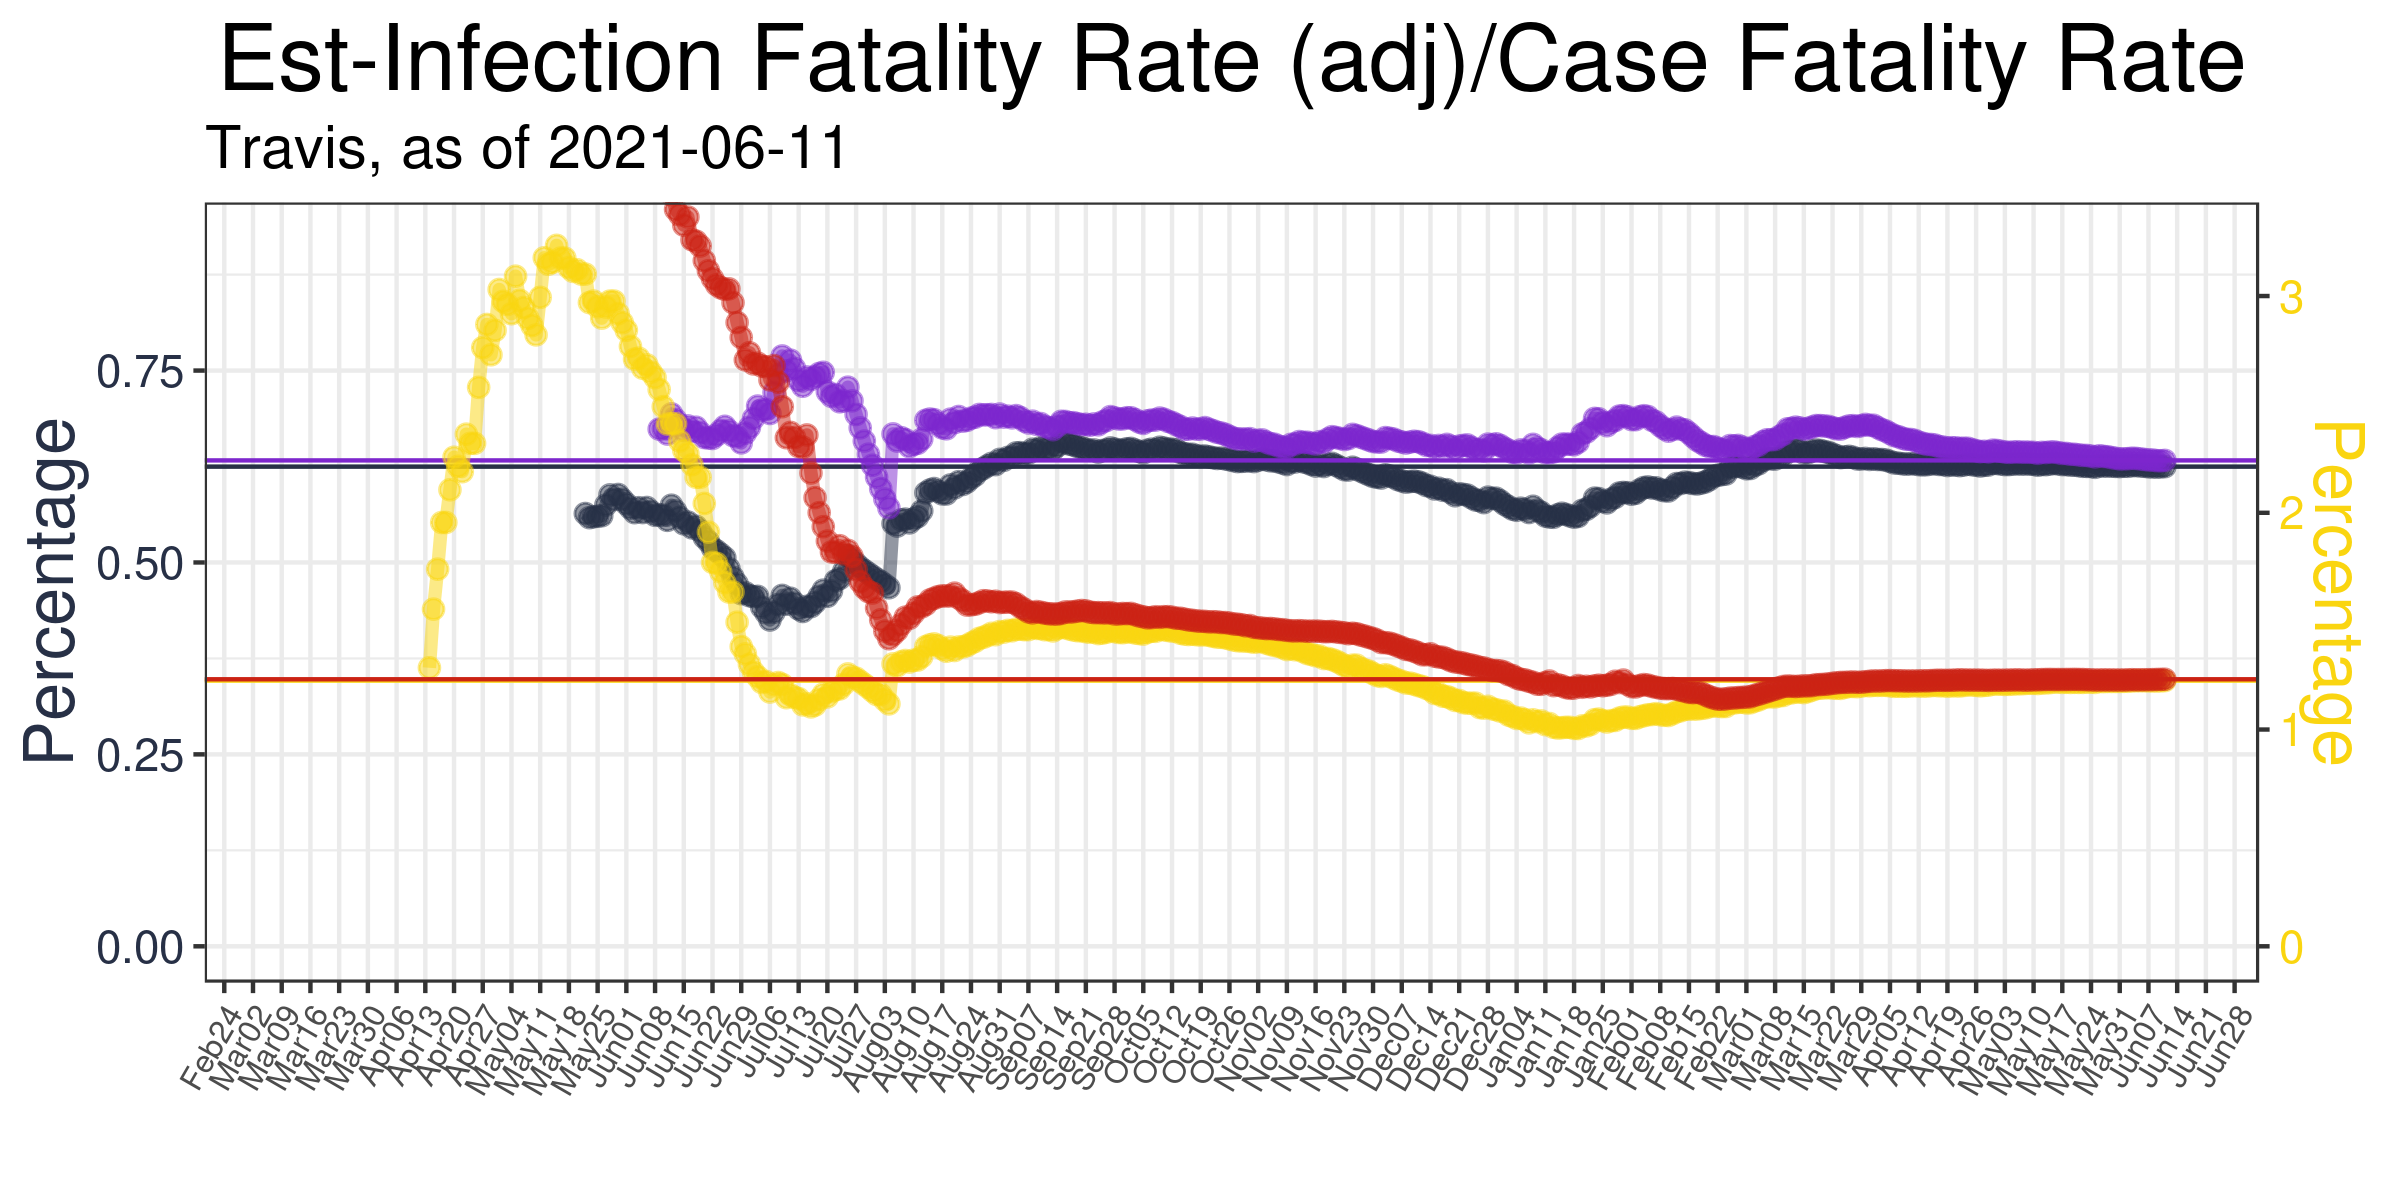 Est-Infection Fatality Rate (adj)/Case Fatality Rate
Travis, as of 2021-06-11
Percentage
0.75
0.50
0.25
0.00
3
2
1
0
Percentage
Feb24
Mar02
Mar09
Mar16
Mar23
Mar30
Apr06
Apr13
Apr20
Apr27
May04
May11
May18
May25
Jun01
Jun08
Jun15
Jun22
Jun29
Jul06
Jul13
Jul20
Jul27
Aug03
Aug10
Aug17
Aug24
Aug31
Sep07
Sep14
Sep21
Sep28
Oct05
Oct12
Oct19
Oct26
Nov02
Nov09
Nov16
Nov23
Nov30
Dec07
Dec14
Dec21
Dec28
Jan04
Jan11
Jan18
Jan25
Feb01
Feb08
Feb15
Feb22
Mar01
Mar08
Mar15
Mar22
Mar29
Apr05
Apr12
Apr19
Apr26
May03
May10
May17
May24
May31
Jun07
Jun14
Jun21
Jun28